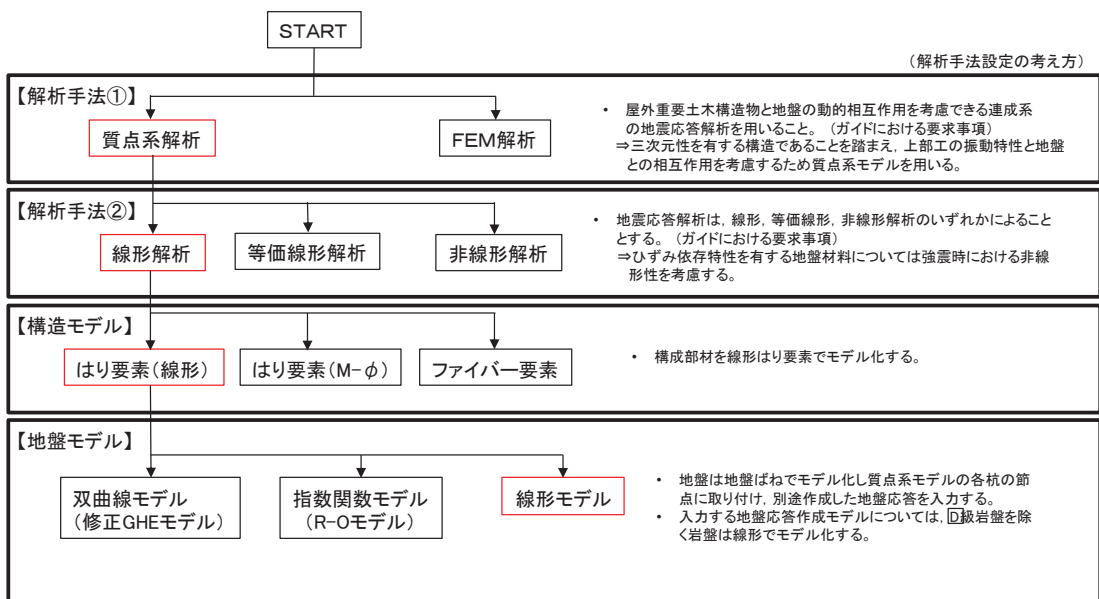 START
(解析手法設定の考え方)
【解析手法①】
質点系解析
FEM解析
・ 屋外重要土木構造物と地盤の動的相互作用を考慮できる連成系
の地震応答解析を用いること。(ガイドにおける要求事項)
⇒三次元性を有する構造であることを踏まえ,上部工の振動特性と地盤
との相互作用を考慮するため質点系モデルを用いる。
【解析手法②】
線形解析
等価線形解析
非線形解析
・ 地震応答解析は,線形,等価線形,非線形解析のいずれかによること
とする。(ガイドにおける要求事項)
⇒ひずみ依存特性を有する地盤材料については強震時における非線
形性を考慮する。
【構造モデル】
はり要素(線形)
はり要素(M-φ)
ファイバー要素
・ 構成部材を線形はり要素でモデル化する。
【地盤モデル】
双曲線モデル
(修正GHEモデル)
指数関数モデル
(R-Oモデル)
線形モデル
・ 地盤は地盤ばねでモデル化し質点系モデルの各杭の節
点に取り付け,別途作成した地盤応答を入力する。
・ 入力する地盤応答作成モデルについては,D級岩盤を除
く岩盤は線形でモデル化する。